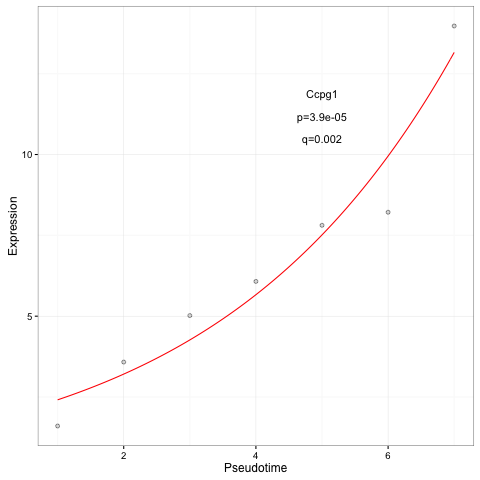 Ccpg1
p=3.9e-05
q=0.002
10
5
Expression
2 4 6
Pseudotime